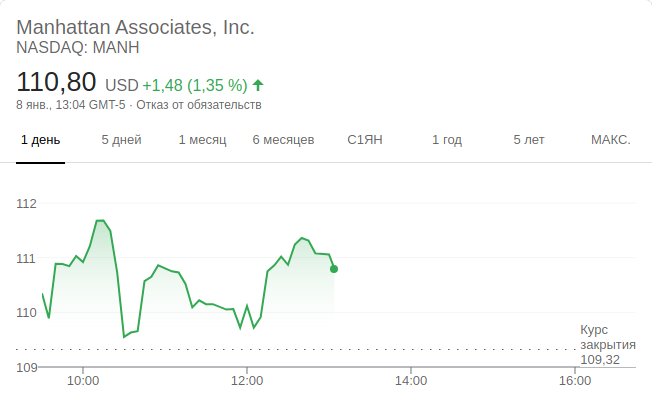 Manhattan Associates, Inc.
NASDAQ: MANH
110,80 USD +1,48 (1,35 %)
8 янв., 13:04 GMT-5 · Отказ от обязательств
1 день 5 дней 1 месяц 6 месяцев С1ЯН 1 год 5 лет МАКС.
112
111
110
Курс
закрытия
109,32
109
10:00 12:00 14:00 16:00